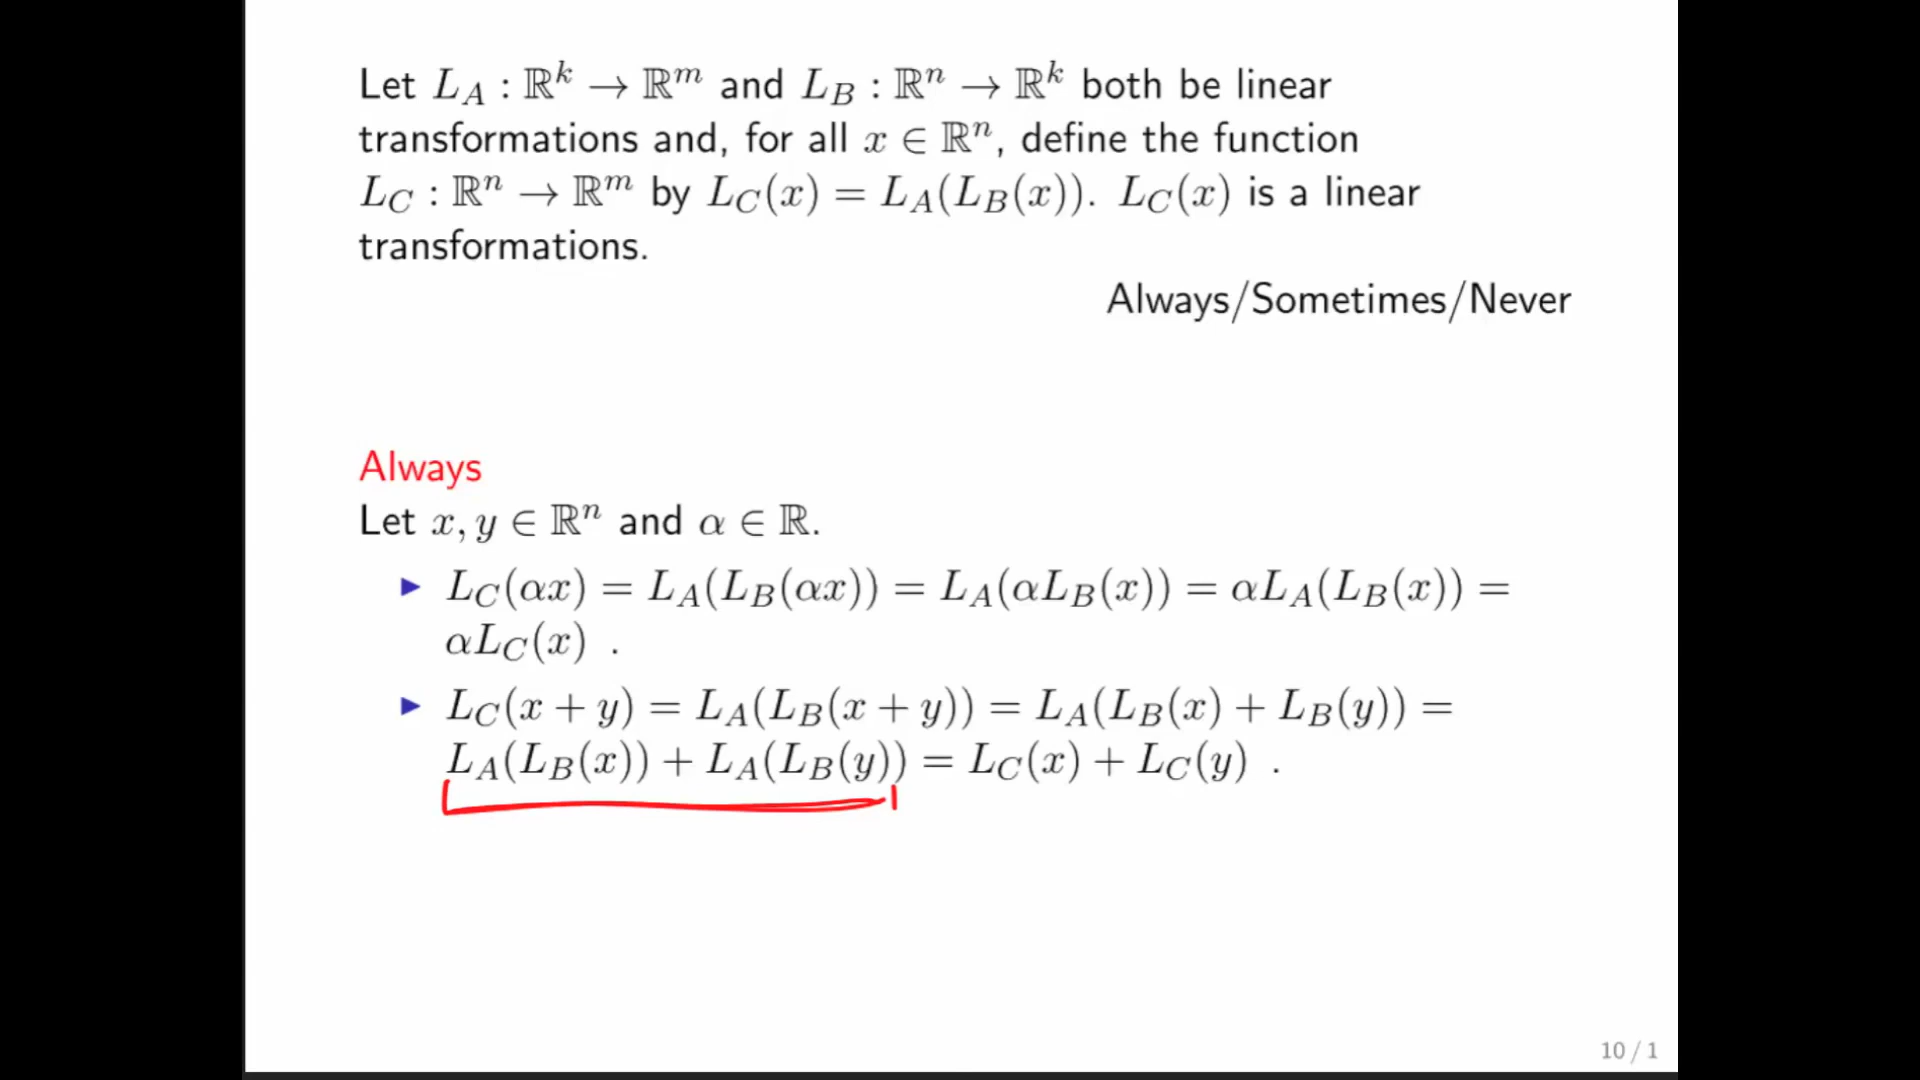 Let L_A : ℝ^k → ℝ^m and L_B : ℝ^n → ℝ^k both be linear
transformations and, for all x ∈ ℝ^n, define the function
L_C : ℝ^n → ℝ^m by L_C(x) = L_A(L_B(x)). L_C(x) is a linear
transformations.
Always/Sometimes/Never
Always
Let x, y ∈ ℝ^n and α ∈ ℝ.
▶ L_C(αx) = L_A(L_B(αx)) = L_A(αL_B(x)) = αL_A(L_B(x)) =
αL_C(x) .
▶ L_C(x + y) = L_A(L_B(x + y)) = L_A(L_B(x) + L_B(y)) =
L_A(L_B(x)) + L_A(L_B(y)) = L_C(x) + L_C(y) .
10 / 1